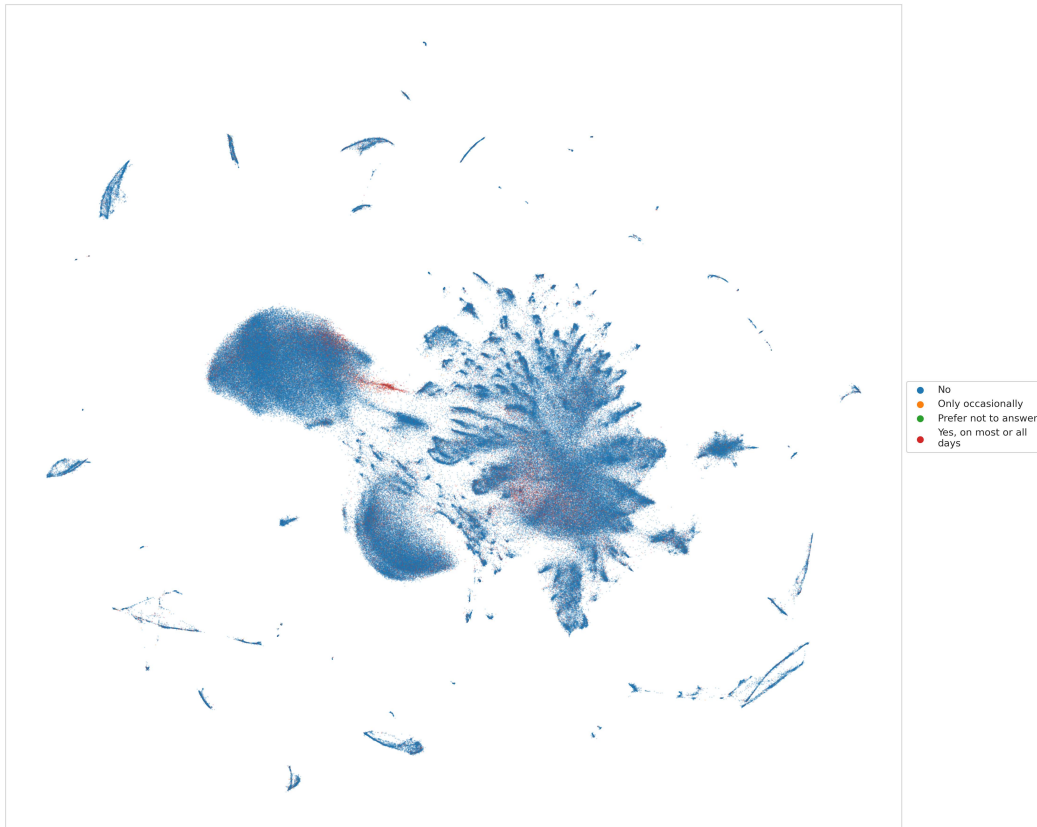 No
Only occasionally
Prefer not to answer
Yes, on most or all
days